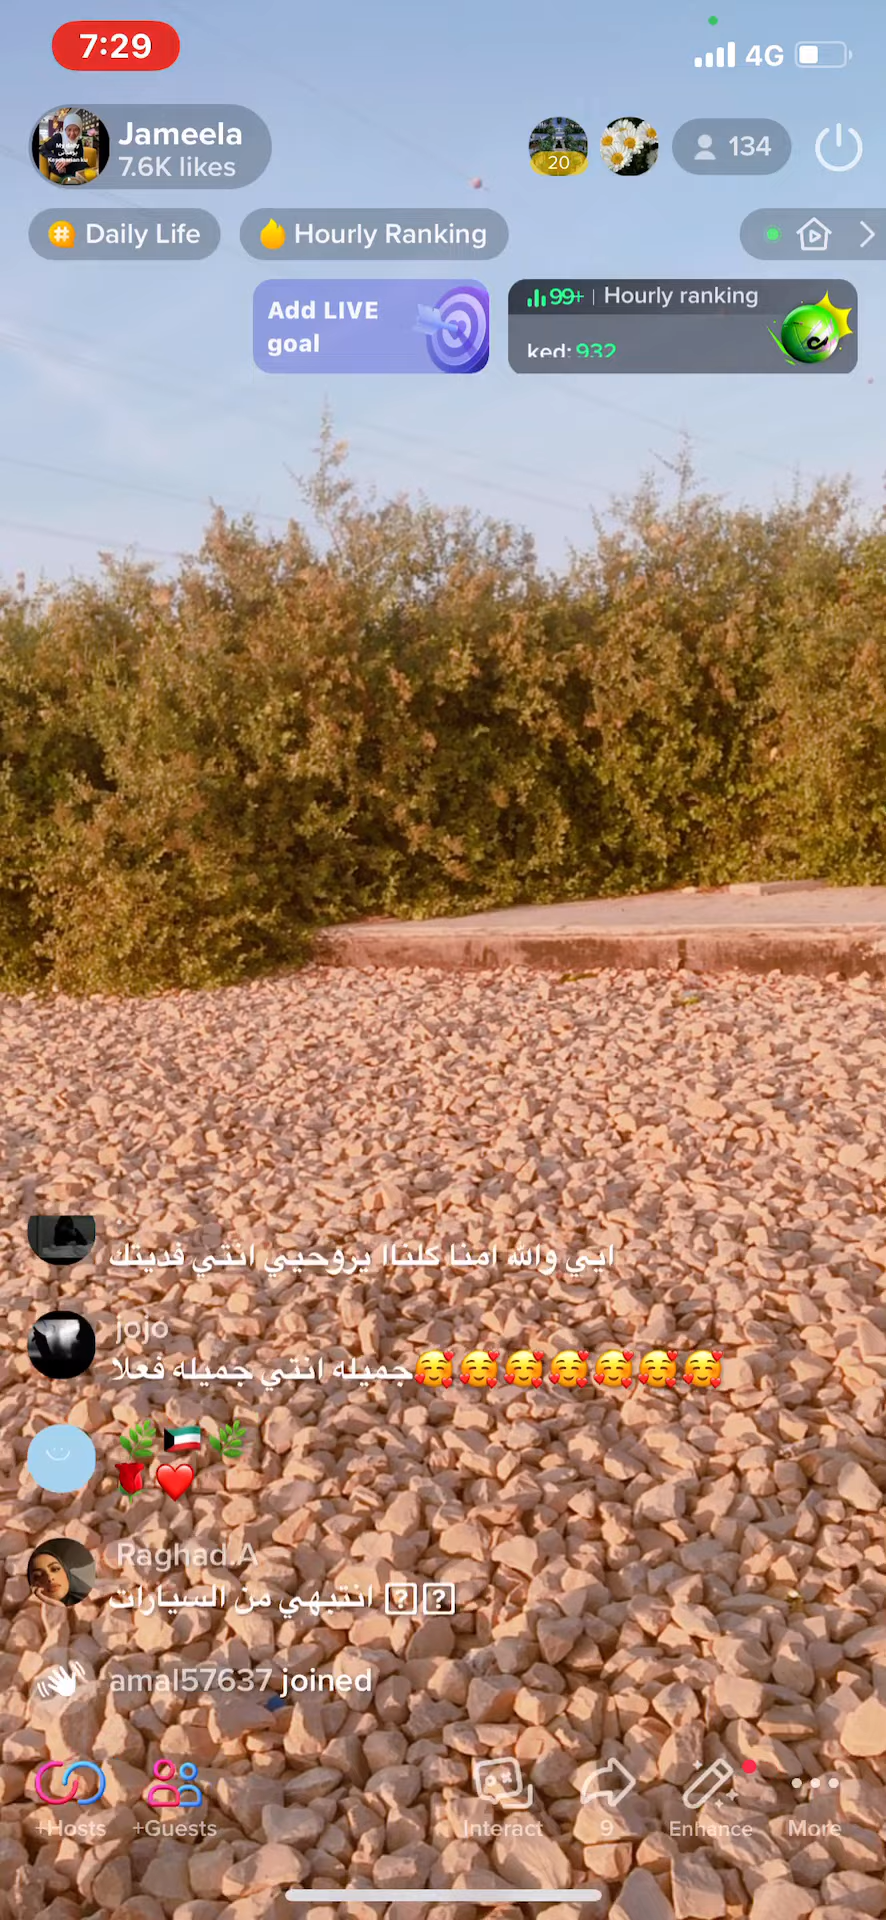 7:29
4G
Jameela
7.6K likes
20
134
Daily Life
Hourly Ranking
Add LIVE
goal
99+ | Hourly ranking
ked: 932
ايي والله امنا كلناا يروحيي انتي فديتك
jojo
جميله انتي جميله فعلا🥰🥰🥰🥰🥰🥰🥰
🌿🇰🇼🌿
🌹❤️
Raghad.A
انتبهي من السيارات
amal57637 joined
+Hosts
+Guests
Interact
9
Enhance
More